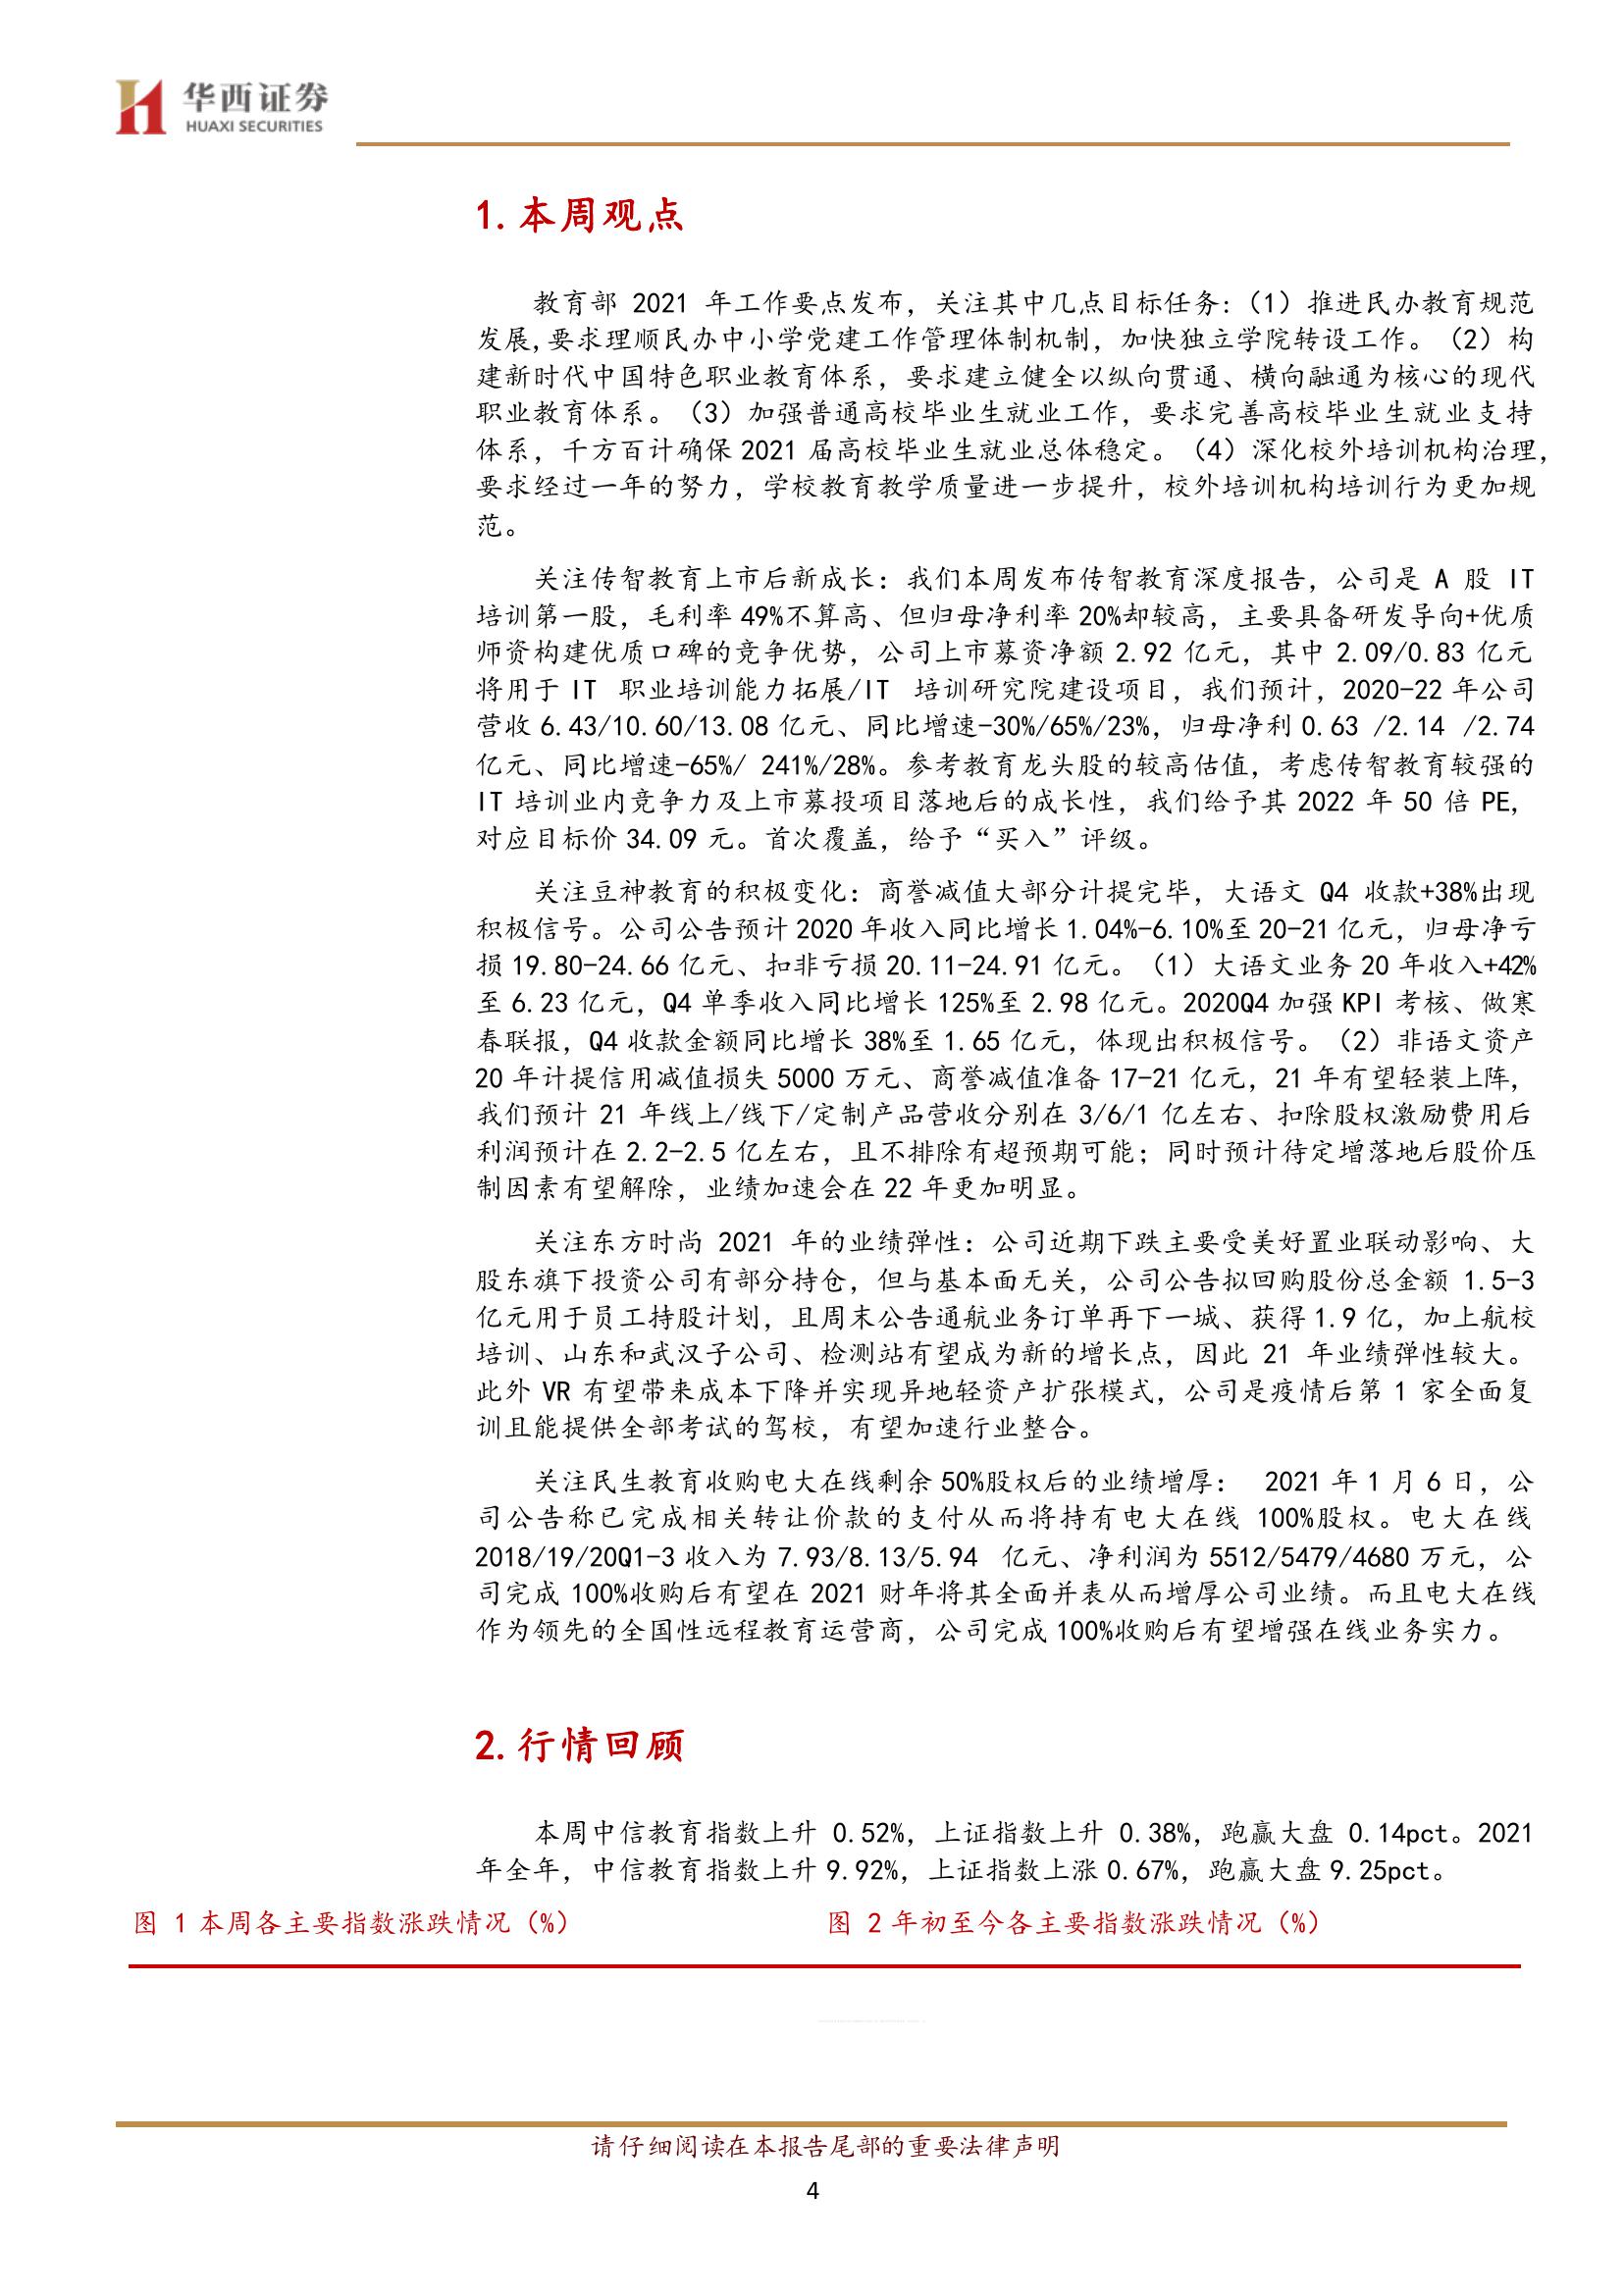 华西证券
HUAXI SECURITIES
1.本周观点
教育部 2021 年工作要点发布，关注其中几点目标任务:（1）推进民办教育规范
发展,要求理顺民办中小学党建工作管理体制机制，加快独立学院转设工作。（2）构
建新时代中国特色职业教育体系，要求建立健全以纵向贯通、横向融通为核心的现代
职业教育体系。（3）加强普通高校毕业生就业工作，要求完善高校毕业生就业支持
体系，千方百计确保 2021 届高校毕业生就业总体稳定。（4）深化校外培训机构治理，
要求经过一年的努力，学校教育教学质量进一步提升，校外培训机构培训行为更加规
范。
关注传智教育上市后新成长：我们本周发布传智教育深度报告，公司是 A 股 IT
培训第一股，毛利率 49%不算高、但归母净利率 20%却较高，主要具备研发导向+优质
师资构建优质口碑的竞争优势，公司上市募资净额 2.92 亿元，其中 2.09/0.83 亿元
将用于 IT 职业培训能力拓展/IT 培训研究院建设项目，我们预计，2020-22 年公司
营收 6.43/10.60/13.08 亿元、同比增速-30%/65%/23%，归母净利 0.63 /2.14 /2.74
亿元、同比增速-65%/ 241%/28%。参考教育龙头股的较高估值，考虑传智教育较强的
IT 培训业内竞争力及上市募投项目落地后的成长性，我们给予其 2022 年 50 倍 PE，
对应目标价 34.09 元。首次覆盖，给予“买入”评级。
关注豆神教育的积极变化：商誉减值大部分计提完毕，大语文 Q4 收款+38%出现
积极信号。公司公告预计 2020 年收入同比增长 1.04%-6.10%至 20-21 亿元，归母净亏
损 19.80-24.66 亿元、扣非亏损 20.11-24.91 亿元。（1）大语文业务 20 年收入+42%
至 6.23 亿元，Q4 单季收入同比增长 125%至 2.98 亿元。2020Q4 加强 KPI 考核、做寒
春联报，Q4 收款金额同比增长 38%至 1.65 亿元，体现出积极信号。（2）非语文资产
20 年计提信用减值损失 5000 万元、商誉减值准备 17-21 亿元，21 年有望轻装上阵，
我们预计 21 年线上/线下/定制产品营收分别在 3/6/1 亿左右、扣除股权激励费用后
利润预计在 2.2-2.5 亿左右，且不排除有超预期可能；同时预计待定增落地后股价压
制因素有望解除，业绩加速会在 22 年更加明显。
关注东方时尚 2021 年的业绩弹性：公司近期下跌主要受美好置业联动影响、大
股东旗下投资公司有部分持仓，但与基本面无关，公司公告拟回购股份总金额 1.5-3
亿元用于员工持股计划，且周末公告通航业务订单再下一城、获得 1.9 亿，加上航校
培训、山东和武汉子公司、检测站有望成为新的增长点，因此 21 年业绩弹性较大。
此外 VR 有望带来成本下降并实现异地轻资产扩张模式，公司是疫情后第 1 家全面复
训且能提供全部考试的驾校，有望加速行业整合。
关注民生教育收购电大在线剩余 50%股权后的业绩增厚： 2021 年 1 月 6 日，公
司公告称已完成相关转让价款的支付从而将持有电大在线 100%股权。电大在线
2018/19/20Q1-3 收入为 7.93/8.13/5.94 亿元、净利润为 5512/5479/4680 万元，公
司完成 100%收购后有望在 2021 财年将其全面并表从而增厚公司业绩。而且电大在线
作为领先的全国性远程教育运营商，公司完成 100%收购后有望增强在线业务实力。
2.行情回顾
本周中信教育指数上升 0.52%，上证指数上升 0.38%，跑赢大盘 0.14pct。2021
年全年，中信教育指数上升 9.92%，上证指数上涨 0.67%，跑赢大盘 9.25pct。
图 1 本周各主要指数涨跌情况（%）
图 2 年初至今各主要指数涨跌情况（%）
请仔细阅读在本报告尾部的重要法律声明
4